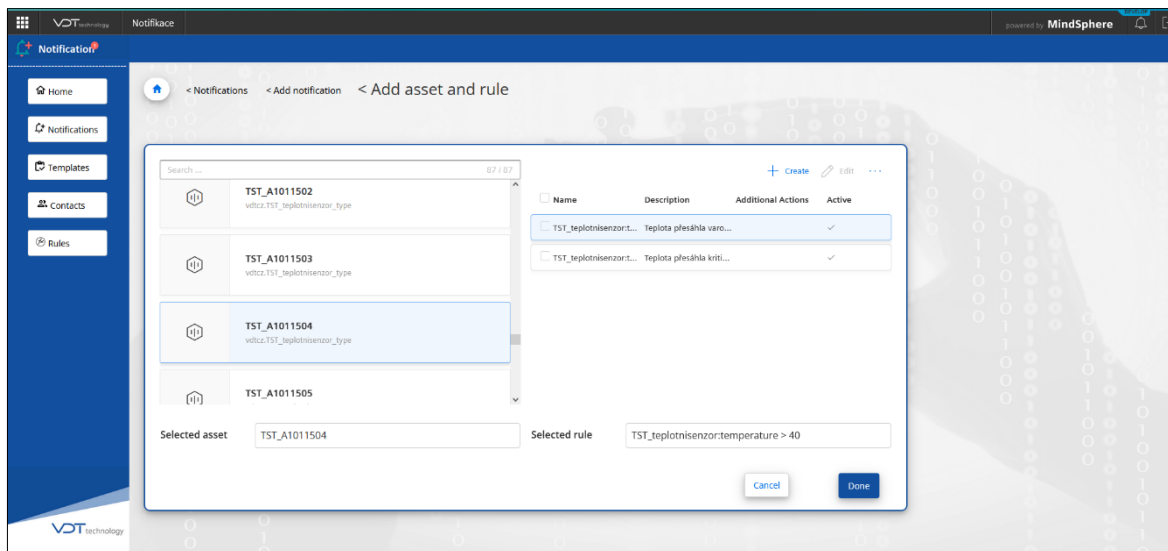 VDT technology Notifikace powered by MindSphere
Notification
Home
Notifications
Templates
Contacts
Rules
< Notifications < Add notification < Add asset and rule
Search ... 87 / 87
TST_A1011502
vdtcz.TST_teplotnisenzor_type
TST_A1011503
vdtcz.TST_teplotnisenzor_type
TST_A1011504
vdtcz.TST_teplotnisenzor_type
TST_A1011505
Create Edit ...
Name Description Additional Actions Active
TST_teplotnisenzor:t... Teplota přesáhla varo...
TST_teplotnisenzor:t... Teplota přesáhla kriti...
Selected asset TST_A1011504
Selected rule TST_teplotnisenzor:temperature > 40
Cancel Done
VDT technology